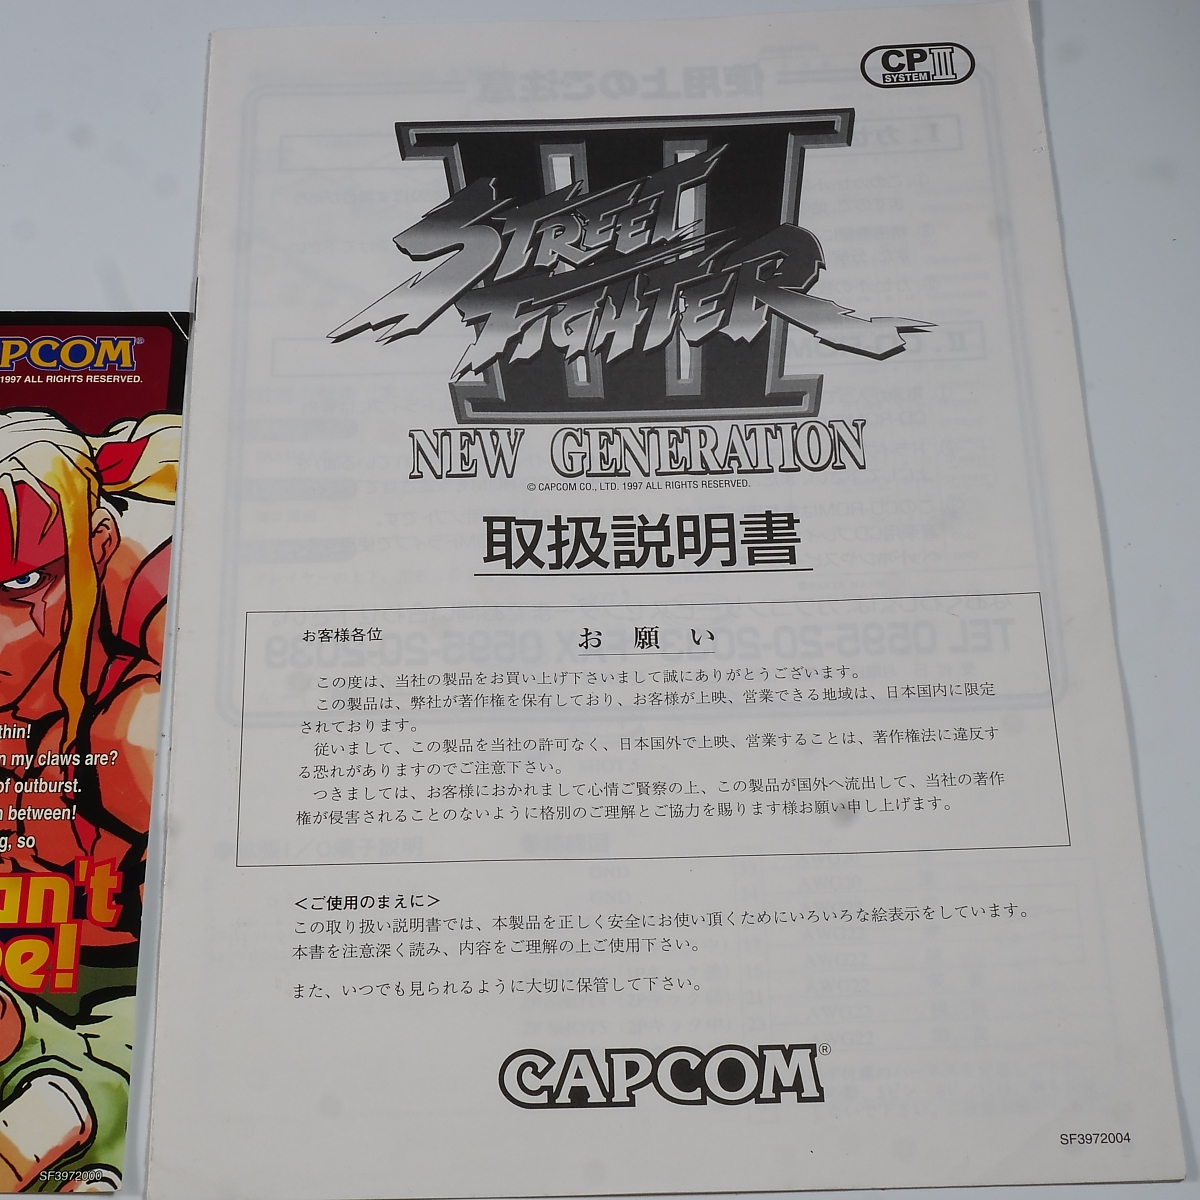 CP
SYSTEM III
STREET
FIGHTER
III
NEW GENERATION
© CAPCOM CO., LTD. 1997 ALL RIGHTS RESERVED.
取扱説明書
お客様各位
お願い
この度は、当社の製品をお買い上げ下さいまして誠にありがとうございます。
この製品は、弊社が著作権を保有しており、お客様が上映、営業できる地域は、日本国内に限定
されております。
従いまして、この製品を当社の許可なく、日本国外で上映、営業することは、著作権法に違反す
る恐れがありますのでご注意下さい。
つきましては、お客様におかれまして心情ご賢察の上、この製品が国外へ流出して、当社の著作
権が侵害されることのないように格別のご理解とご協力を賜ります様お願い申し上げます。
＜ご使用のまえに＞
この取り扱い説明書では、本製品を正しく安全にお使い頂くためにいろいろな絵表示をしています。
本書を注意深く読み、内容をご理解の上ご使用下さい。
また、いつでも見られるように大切に保管して下さい。
CAPCOM®
SF3972004
PCOM®
1997 ALL RIGHTS RESERVED.
thin!
n my claws are?
of outburst.
n between!
g, so
an't
e!
SF3972000